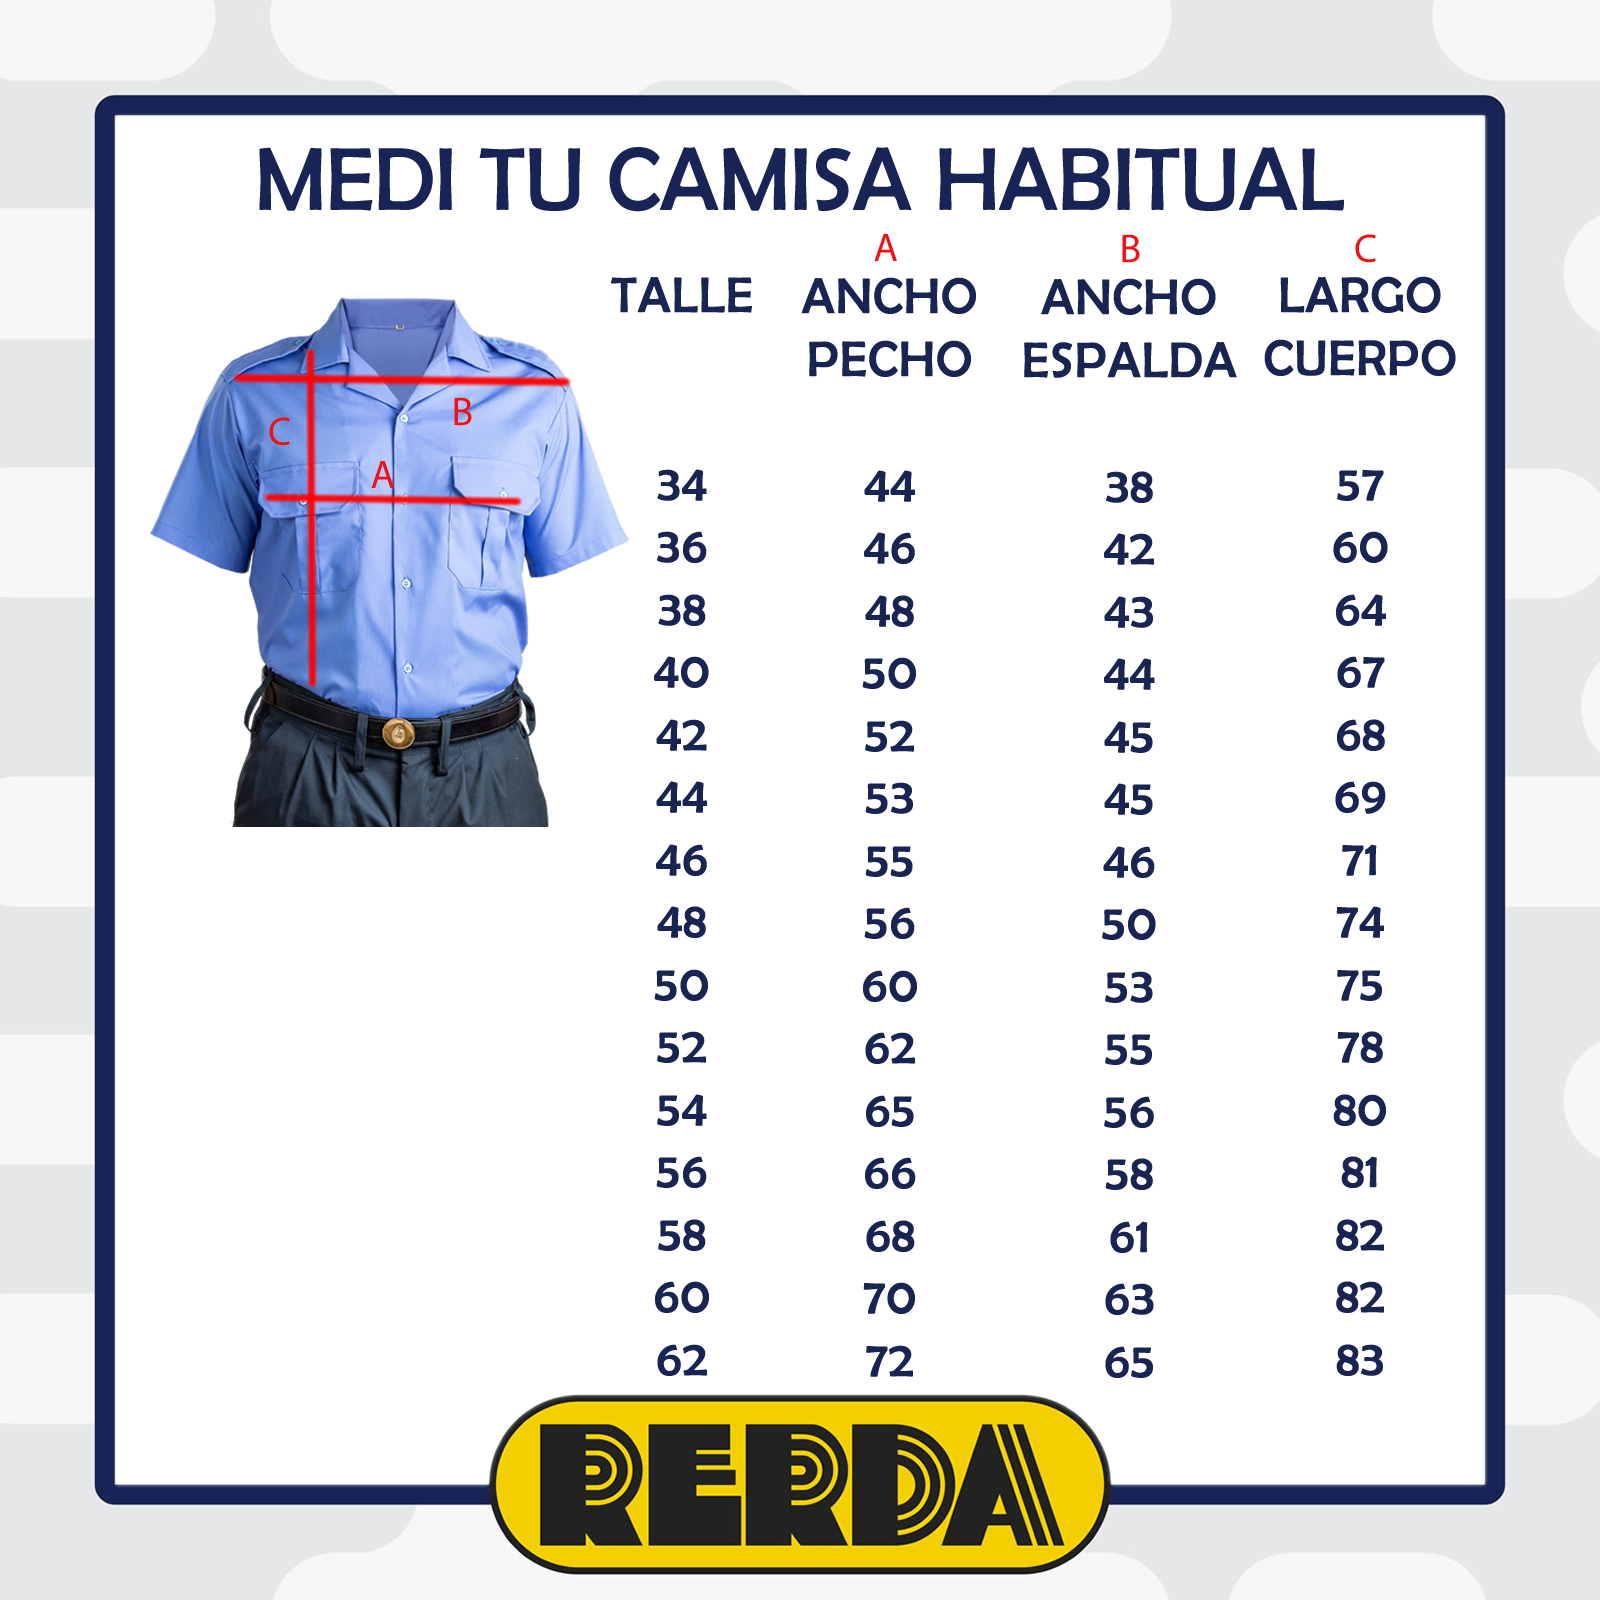 MEDI TU CAMISA HABITUAL
A B C
TALLE ANCHO ANCHO LARGO
PECHO ESPALDA CUERPO
B
C
A
34 44 38 57
36 46 42 60
38 48 43 64
40 50 44 67
42 52 45 68
44 53 45 69
46 55 46 71
48 56 50 74
50 60 53 75
52 62 55 78
54 65 56 80
56 66 58 81
58 68 61 82
60 70 63 82
62 72 65 83
RERDA